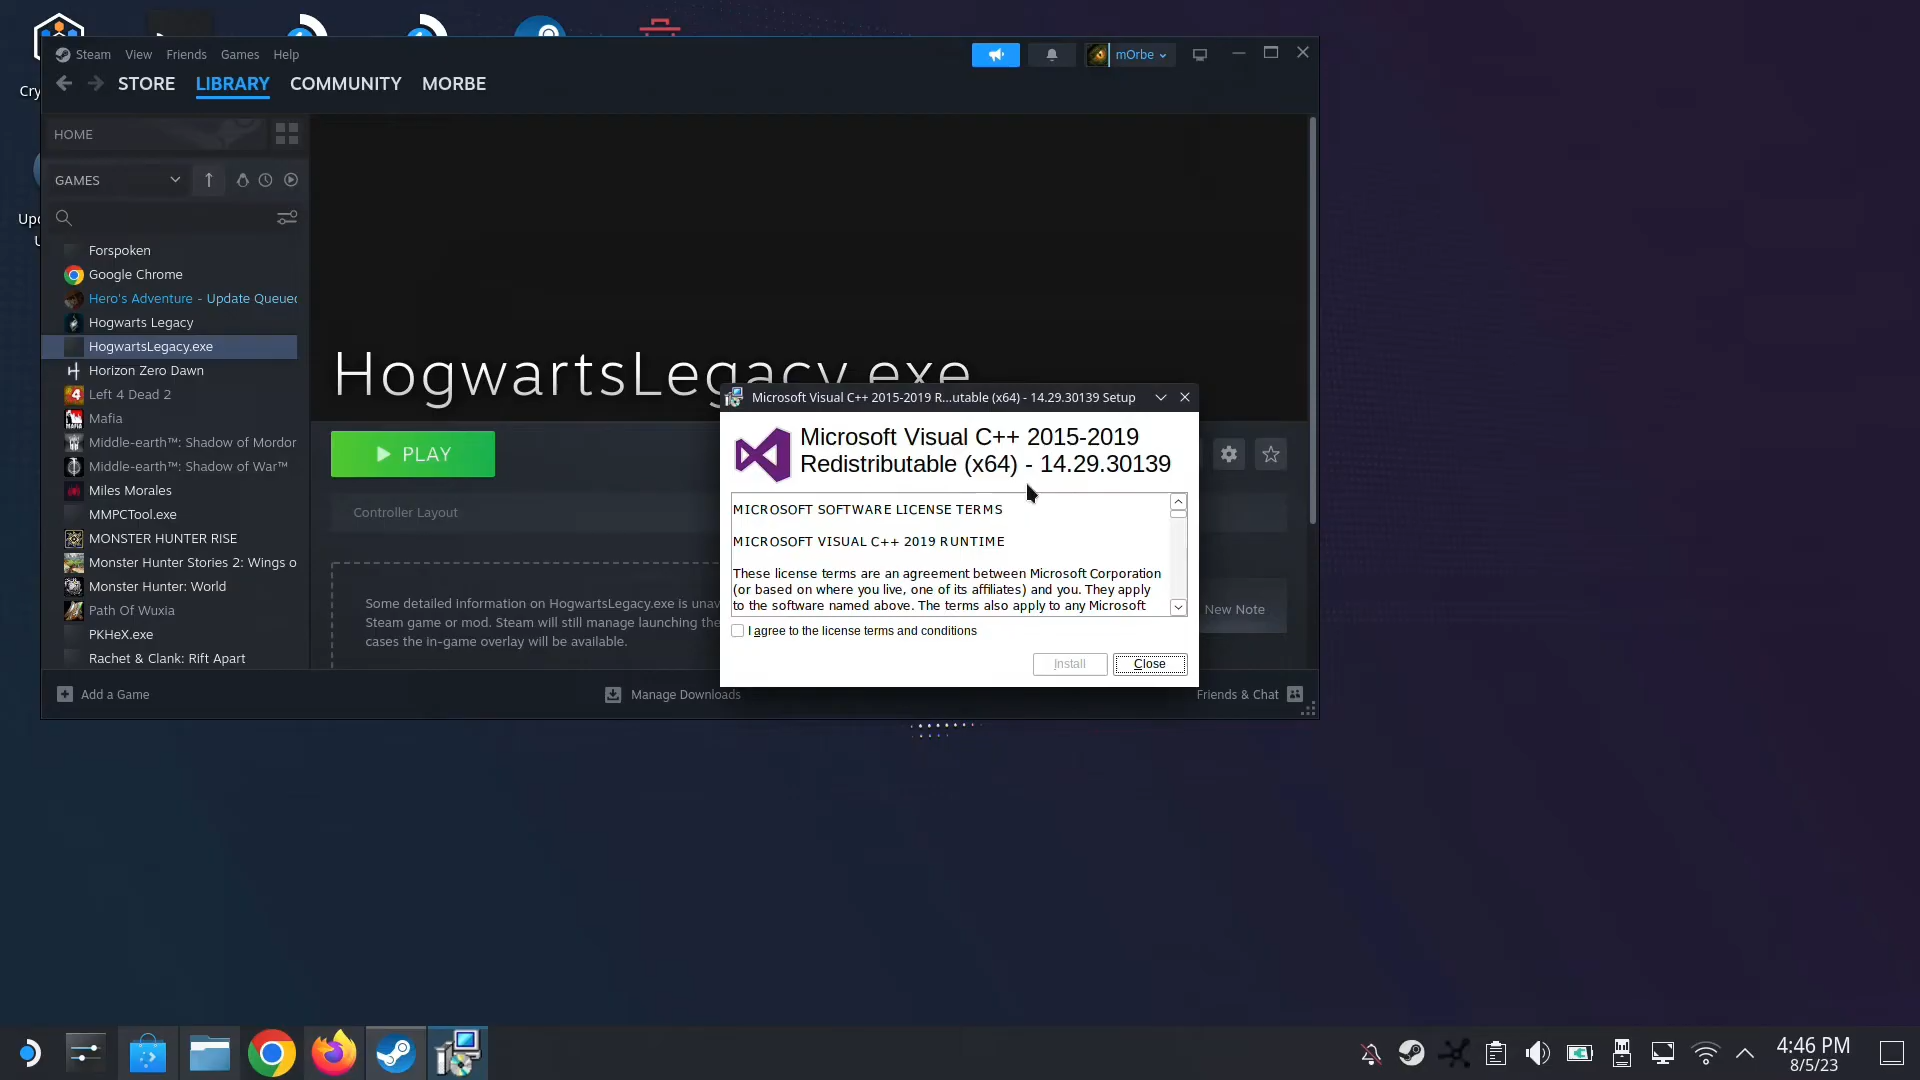 Cry
Upd
U
Steam View Friends Games Help
mOrbe
STORE LIBRARY COMMUNITY MORBE
HOME
GAMES
Forspoken
Google Chrome
Hero's Adventure - Update Queued
Hogwarts Legacy
HogwartsLegacy.exe
Horizon Zero Dawn
Left 4 Dead 2
Mafia
Middle-earth™: Shadow of Mordor
Middle-earth™: Shadow of War™
Miles Morales
MMPCTool.exe
MONSTER HUNTER RISE
Monster Hunter Stories 2: Wings o
Monster Hunter: World
Path Of Wuxia
PKHeX.exe
Rachet & Clank: Rift Apart
HogwartsLegacy.exe
PLAY
Controller Layout
Some detailed information on HogwartsLegacy.exe is unav
Steam game or mod. Steam will still manage launching the
cases the in-game overlay will be available.
New Note
Microsoft Visual C++ 2015-2019 R...utable (x64) - 14.29.30139 Setup
Microsoft Visual C++ 2015-2019
Redistributable (x64) - 14.29.30139
MICROSOFT SOFTWARE LICENSE TERMS
MICROSOFT VISUAL C++ 2019 RUNTIME
These license terms are an agreement between Microsoft Corporation
(or based on where you live, one of its affiliates) and you. They apply
to the software named above. The terms also apply to any Microsoft
I agree to the license terms and conditions
Install Close
Add a Game
Manage Downloads
Friends & Chat
4:46 PM
8/5/23